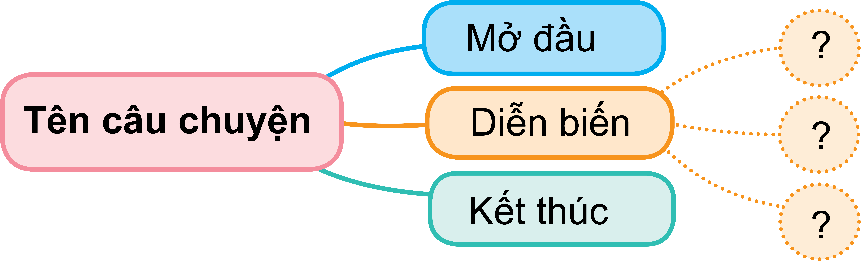 Tên câu chuyện
Mở đầu
Diễn biến
Kết thúc
?
?
?